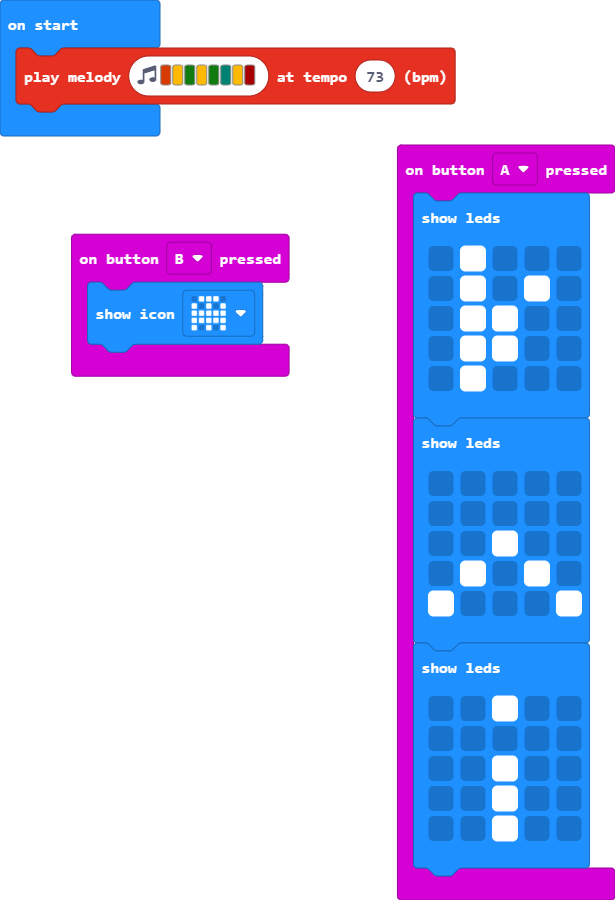 on start
play melody at tempo 73 (bpm)
on button B pressed
show icon
on button A pressed
show leds
show leds
show leds